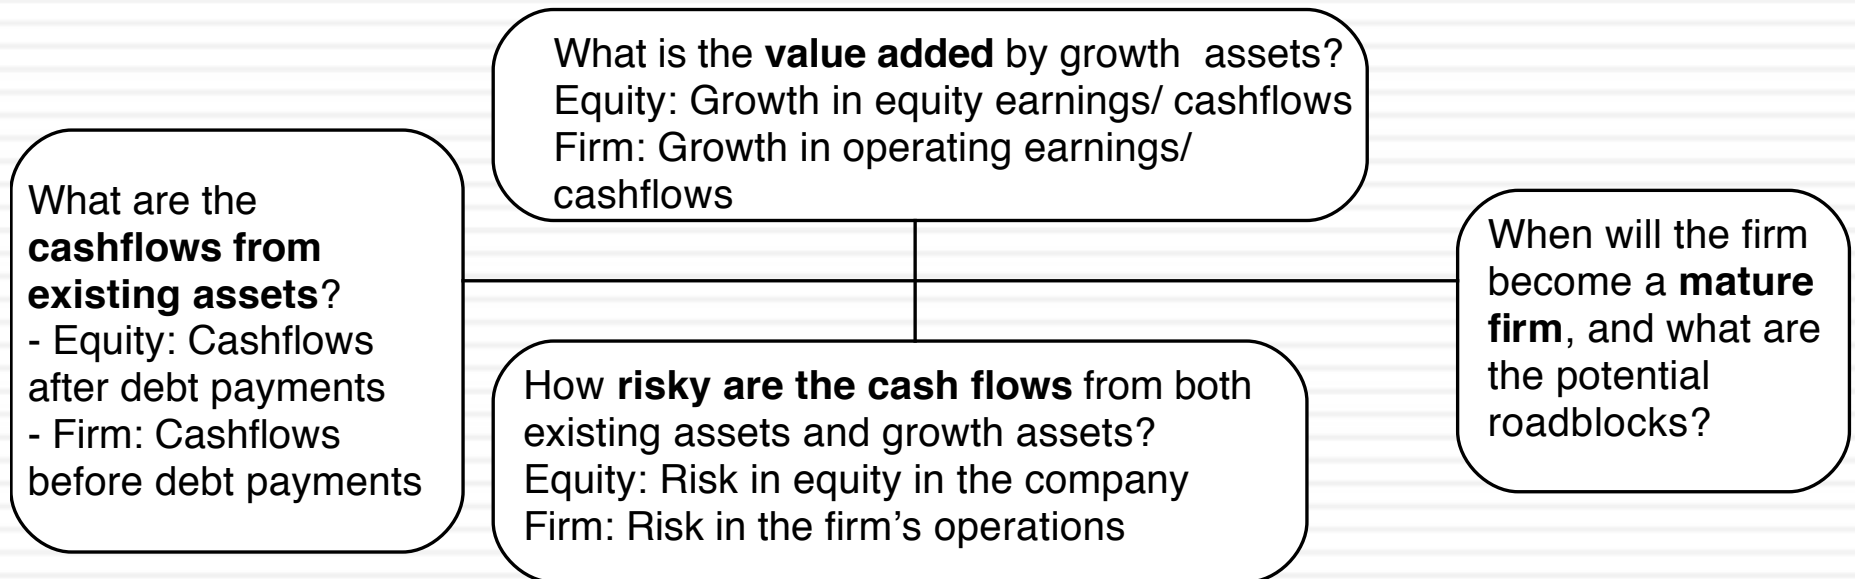 What is the value added by growth  assets?
Equity: Growth in equity earnings/ cashflows
Firm: Growth in operating earnings/
cashflows
What are the
cashflows from
existing assets?
- Equity: Cashflows
after debt payments
- Firm: Cashflows
before debt payments
When will the firm
become a mature
firm, and what are
the potential
roadblocks?
How risky are the cash flows from both
existing assets and growth assets?
Equity: Risk in equity in the company
Firm: Risk in the firm’s operations